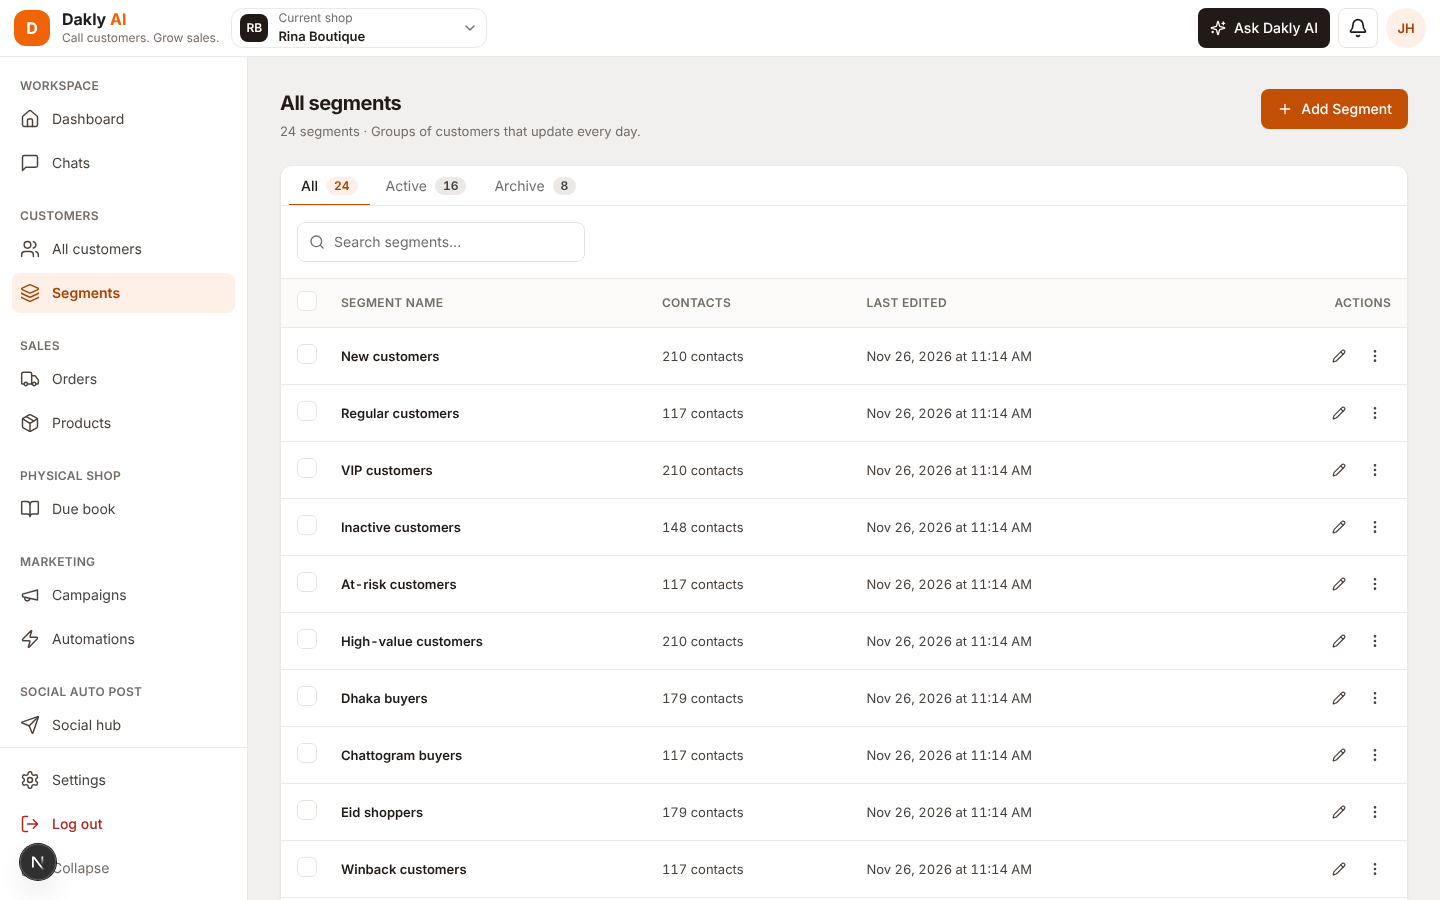 D
Dakly AI
Call customers. Grow sales.
RB
Current shop
Rina Boutique
Ask Dakly AI
JH
WORKSPACE
Dashboard
Chats
CUSTOMERS
All customers
Segments
SALES
Orders
Products
PHYSICAL SHOP
Due book
MARKETING
Campaigns
Automations
SOCIAL AUTO POST
Social hub
Settings
Log out
N
Collapse
All segments
24 segments · Groups of customers that update every day.
Add Segment
All 24 Active 16 Archive 8
Search segments...
SEGMENT NAME CONTACTS LAST EDITED ACTIONS
New customers 210 contacts Nov 26, 2026 at 11:14 AM
Regular customers 117 contacts Nov 26, 2026 at 11:14 AM
VIP customers 210 contacts Nov 26, 2026 at 11:14 AM
Inactive customers 148 contacts Nov 26, 2026 at 11:14 AM
At-risk customers 117 contacts Nov 26, 2026 at 11:14 AM
High-value customers 210 contacts Nov 26, 2026 at 11:14 AM
Dhaka buyers 179 contacts Nov 26, 2026 at 11:14 AM
Chattogram buyers 117 contacts Nov 26, 2026 at 11:14 AM
Eid shoppers 179 contacts Nov 26, 2026 at 11:14 AM
Winback customers 117 contacts Nov 26, 2026 at 11:14 AM